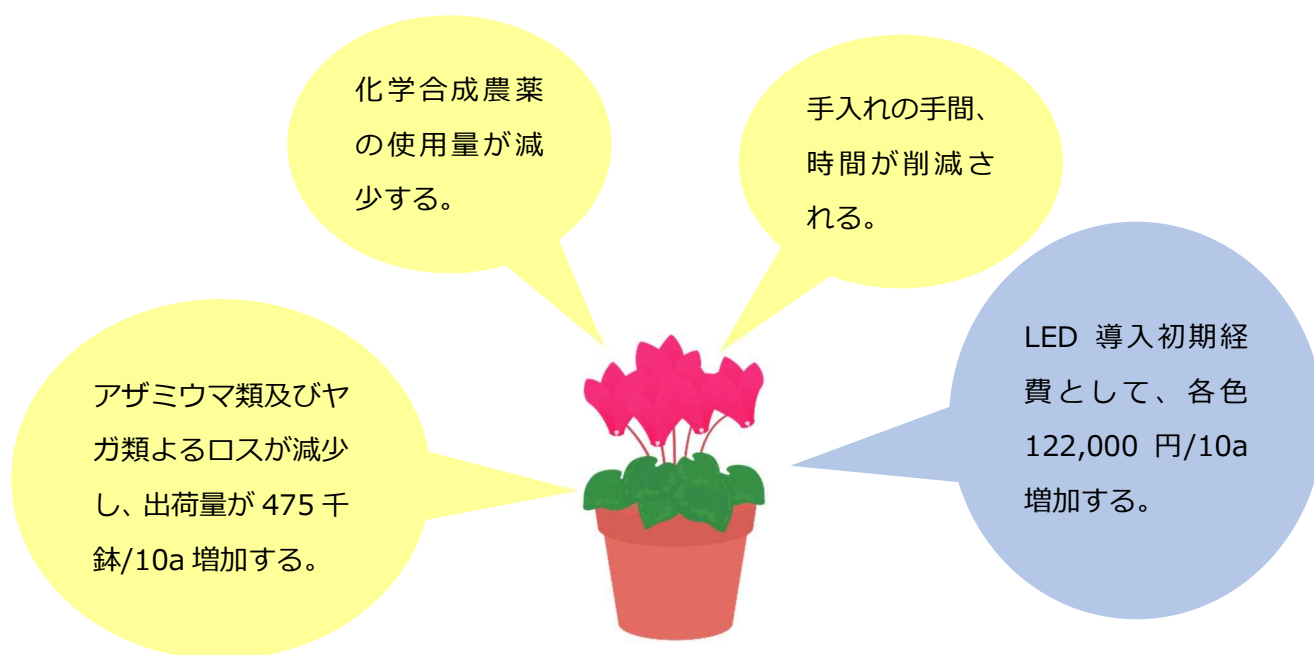 化学合成農薬
の使用量が減
少する。
手入れの手間、
時間が削減さ
れる。
アザミウマ類及びヤ
ガ類よるロスが減少
し、出荷量が 475 千
鉢/10a 増加する。
LED 導入初期経
費として、各色
122,000 円/10a
増加する。